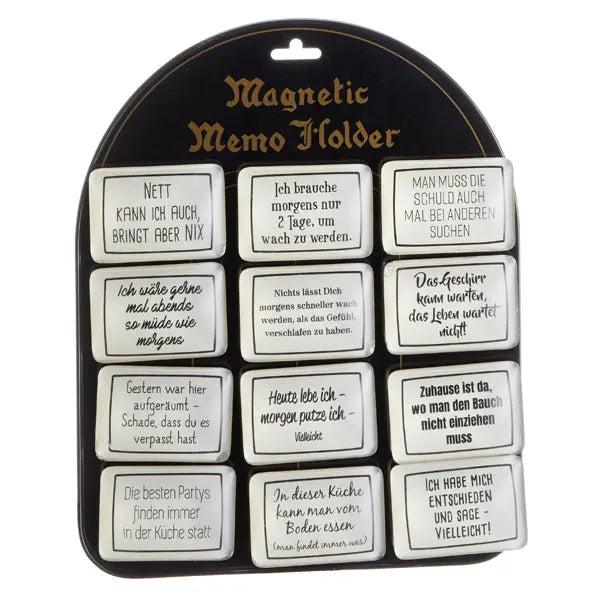 Magnetic
Memo Holder
NETT
KANN ICH AUCH,
BRINGT ABER NIX
Ich brauche
morgens nur
2 Tage, um
wach zu werden.
MAN MUSS DIE
SCHULD AUCH
MAL BEI ANDEREN
SUCHEN
Ich wäre gerne
mal abends
so müde wie
morgens
Nichts lässt Dich
morgens schneller wach
werden, als das Gefühl,
verschlafen zu haben.
Das Geschirr
kann warten,
das Leben wartet
nicht!
Gestern war hier
aufgeräumt -
Schade, dass du es
verpasst hast
Heute lebe ich -
morgen putze ich -
Vielleicht
Zuhause ist da,
wo man den Bauch
nicht einziehen
muss
Die besten Partys
finden immer
in der Küche statt
In dieser Küche
kann man vom
Boden essen
(man findet immer was)
ICH HABE MICH
ENTSCHIEDEN
UND SAGE -
VIELLEICHT!